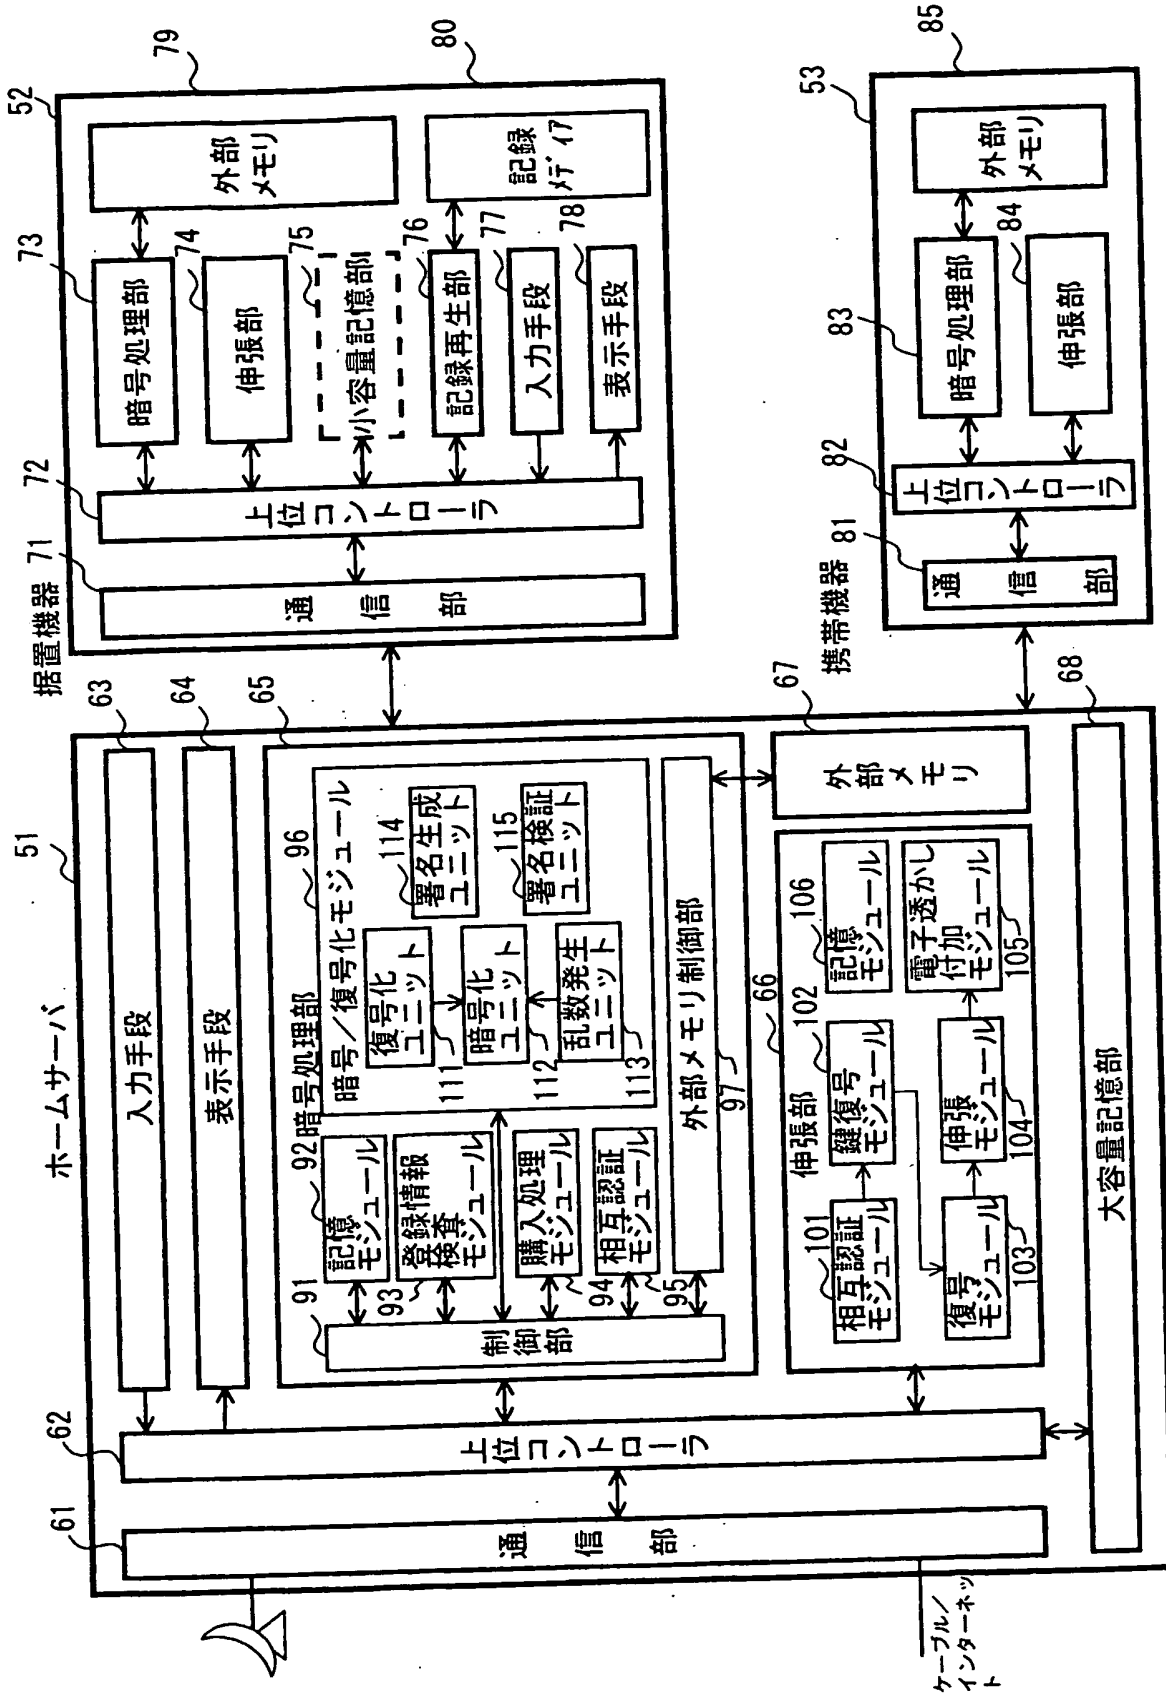 ホームサーバ
51
61
通信部
62
上位コントローラ
63
入力手段
64
表示手段
65
暗号処理部
91
制御部
92
記憶
モジュール
93
登録情報
検査
モジュール
94
購入処理
モジュール
95
相互認証
モジュール
96
暗号/復号化モジュール
復号化
ユニット
111
暗号化
ユニット
112
乱数発生
ユニット
113
114
署名生成
ユニット
115
署名検証
ユニット
外部メモリ制御部
97
66
伸張部
101
相互認証
モジュール
102
鍵復号
モジュール
復号
モジュール
103
伸張
モジュール
104
電子透かし
付加
モジュール
105
106
記憶
モジュール
67
外部
メモリ
68
大容量記憶部
ケーブル/
インターネッ
ト
据置機器
52
71
通信部
72
上位コントローラ
73
暗号処理部
74
伸張部
75
小容量記憶部
76
記録再生部
77
入力手段
78
表示手段
79
外部
メモリ
80
記録
メディア
携帯機器
53
81
通信部
82
上位コントローラ
83
暗号処理部
84
伸張部
85
外部
メモリ